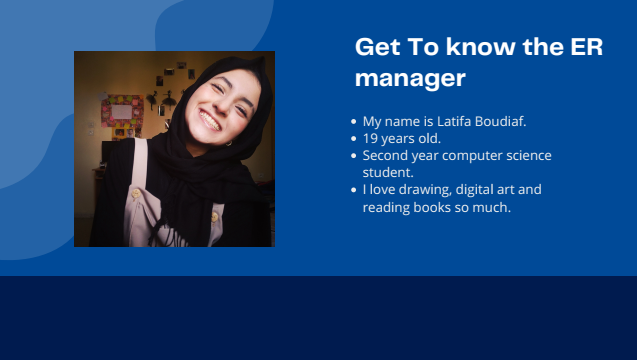 Get To know the ER
manager
• My name is Latifa Boudiaf.
• 19 years old.
• Second year computer science
student.
• I love drawing, digital art and
reading books so much.